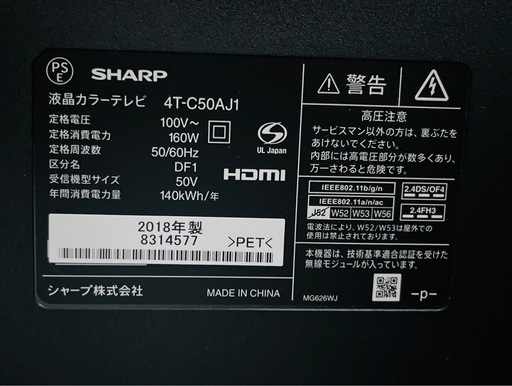 PS E
SHARP
液晶カラーテレビ 4T-C50AJ1
定格電圧 100V～
定格消費電力 160W
定格周波数 50/60Hz
区分名 DF1
受信機型サイズ 50V
年間消費電力量 140kWh/年
UL Japan
HDMI
2018年製
8314577
>PET<
シャープ株式会社 MADE IN CHINA
警告
高圧注意
サービスマン以外の方は、裏ぶたを
あけないでください。
内部には高電圧部分が数多くあり、
万一さわると危険です。
IEEE802.11b/g/n 2.4DS/OF4
IEEE802.11a/n/ac
J52 W52 W53 W56 2.4FH3
電波法により、W52/W53は屋外での
使用は禁止されています。
本機器は、技術基準適合認証を受けた
無線モジュールが入っています。
MG626WJ
-p-